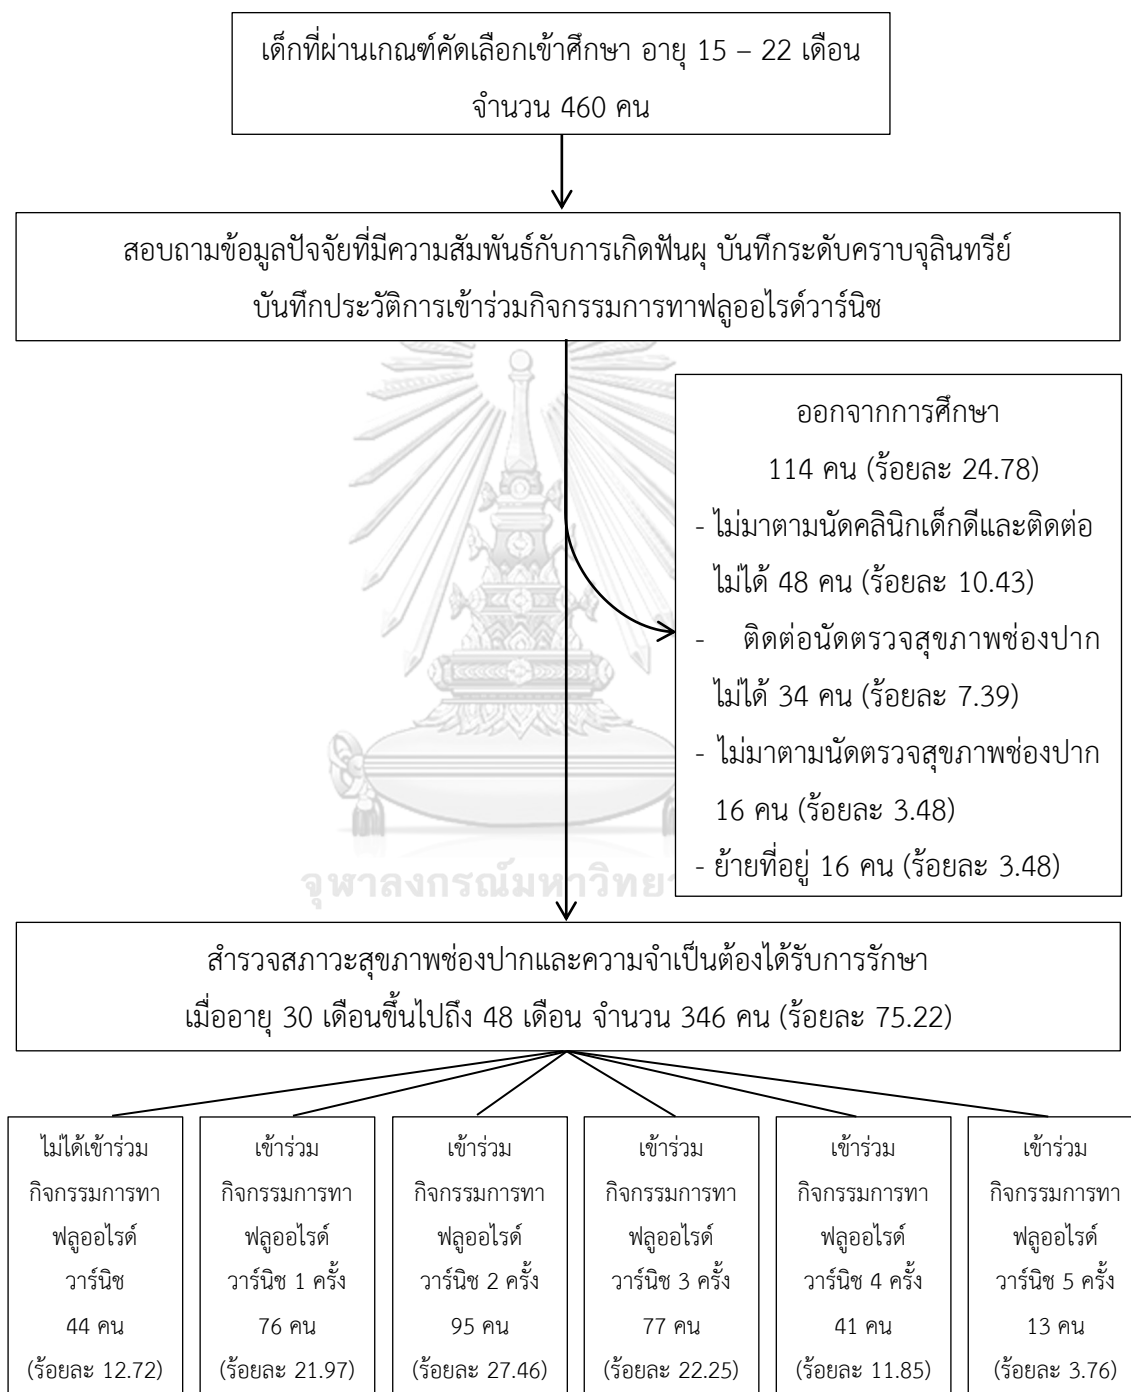 เด็กที่ผ่านเกณฑ์คัดเลือกเข้าศึกษา อายุ 15 – 22 เดือน
จำนวน 460 คน
สอบถามข้อมูลปัจจัยที่มีความสัมพันธ์กับการเกิดฟันผุ บันทึกระดับคราบจุลินทรีย์
บันทึกประวัติการเข้าร่วมกิจกรรมการทาฟลูออไรด์วาร์นิช
ออกจากการศึกษา
114 คน (ร้อยละ 24.78)
- ไม่มาตามนัดคลินิกเด็กดีและติดต่อ
ไม่ได้ 48 คน (ร้อยละ 10.43)
- ติดต่อนัดตรวจสุขภาพช่องปาก
ไม่ได้ 34 คน (ร้อยละ 7.39)
- ไม่มาตามนัดตรวจสุขภาพช่องปาก
16 คน (ร้อยละ 3.48)
- ย้ายที่อยู่ 16 คน (ร้อยละ 3.48)
จุฬาลงกรณ์มหาวิทย
สำรวจสภาวะสุขภาพช่องปากและความจำเป็นต้องได้รับการรักษา
เมื่ออายุ 30 เดือนขึ้นไปถึง 48 เดือน จำนวน 346 คน (ร้อยละ 75.22)
ไม่ได้เข้าร่วม
กิจกรรมการทา
ฟลูออไรด์
วาร์นิช
44 คน
(ร้อยละ 12.72)
เข้าร่วม
กิจกรรมการทา
ฟลูออไรด์
วาร์นิช 1 ครั้ง
76 คน
(ร้อยละ 21.97)
เข้าร่วม
กิจกรรมการทา
ฟลูออไรด์
วาร์นิช 2 ครั้ง
95 คน
(ร้อยละ 27.46)
เข้าร่วม
กิจกรรมการทา
ฟลูออไรด์
วาร์นิช 3 ครั้ง
77 คน
(ร้อยละ 22.25)
เข้าร่วม
กิจกรรมการทา
ฟลูออไรด์
วาร์นิช 4 ครั้ง
41 คน
(ร้อยละ 11.85)
เข้าร่วม
กิจกรรมการทา
ฟลูออไรด์
วาร์นิช 5 ครั้ง
13 คน
(ร้อยละ 3.76)